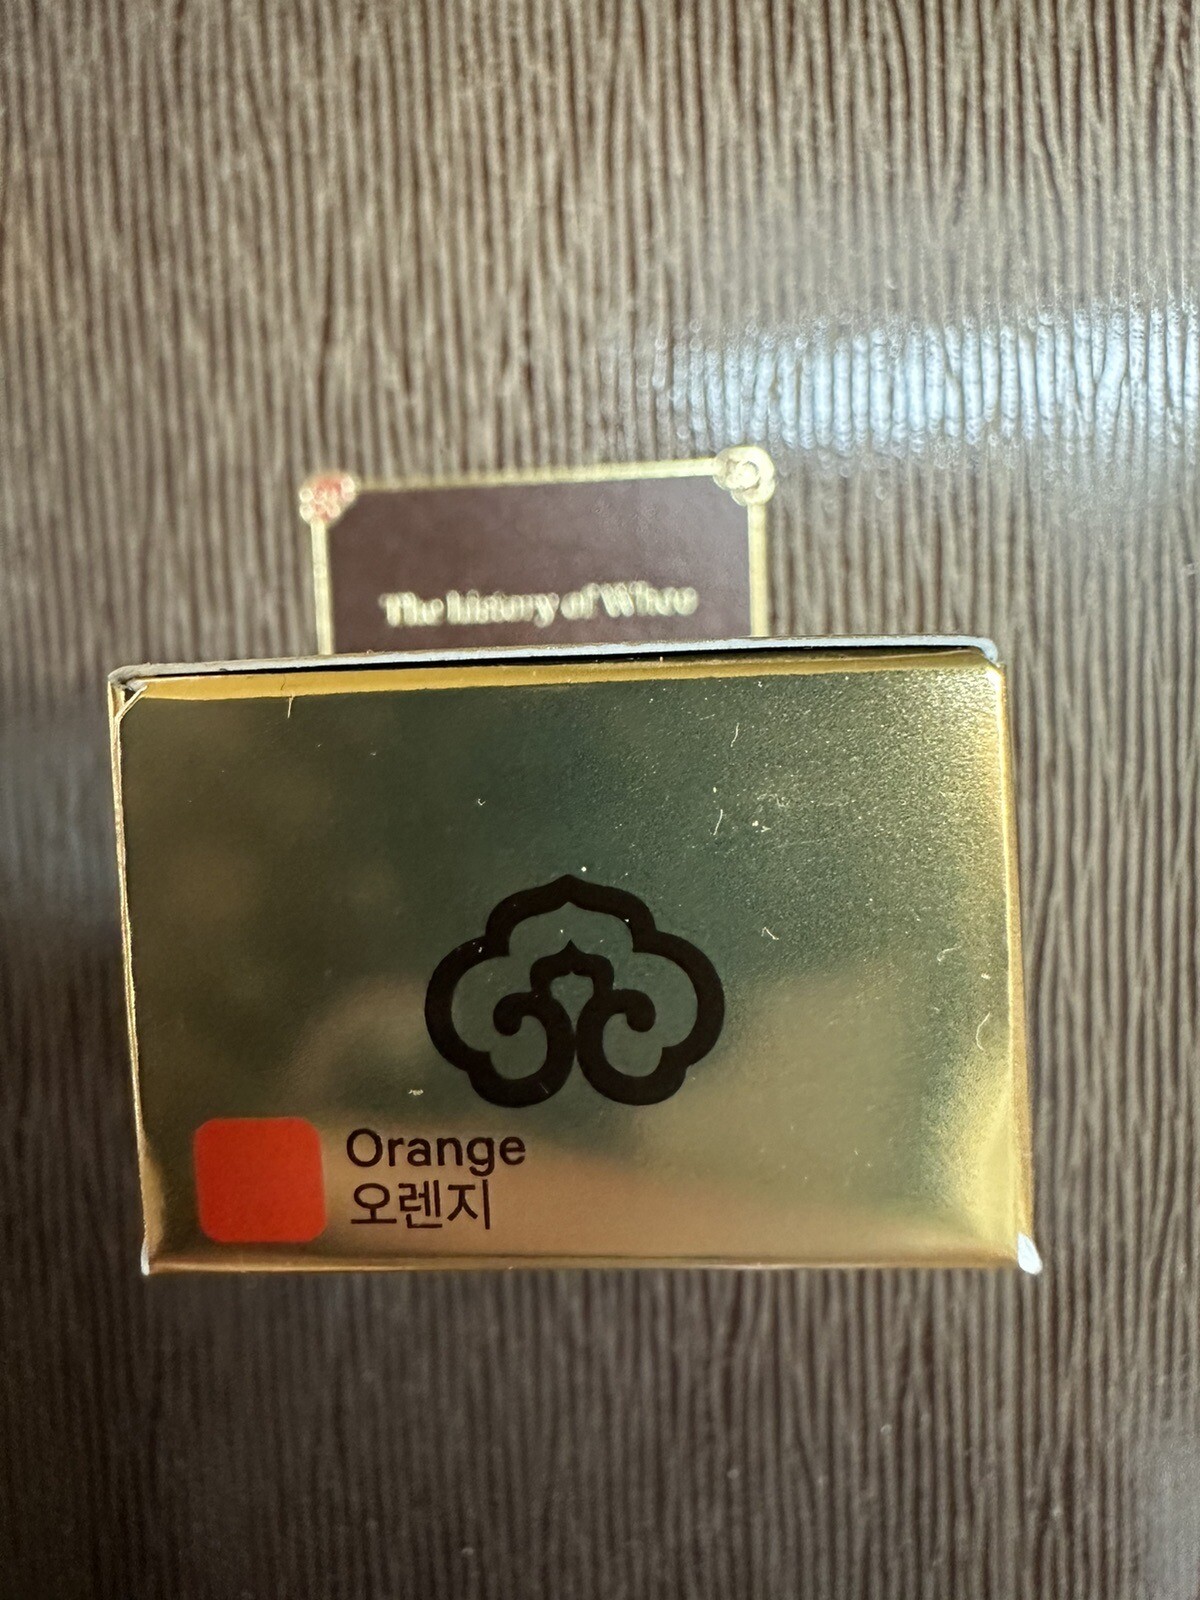 The history of Whoo
Orange
오렌지